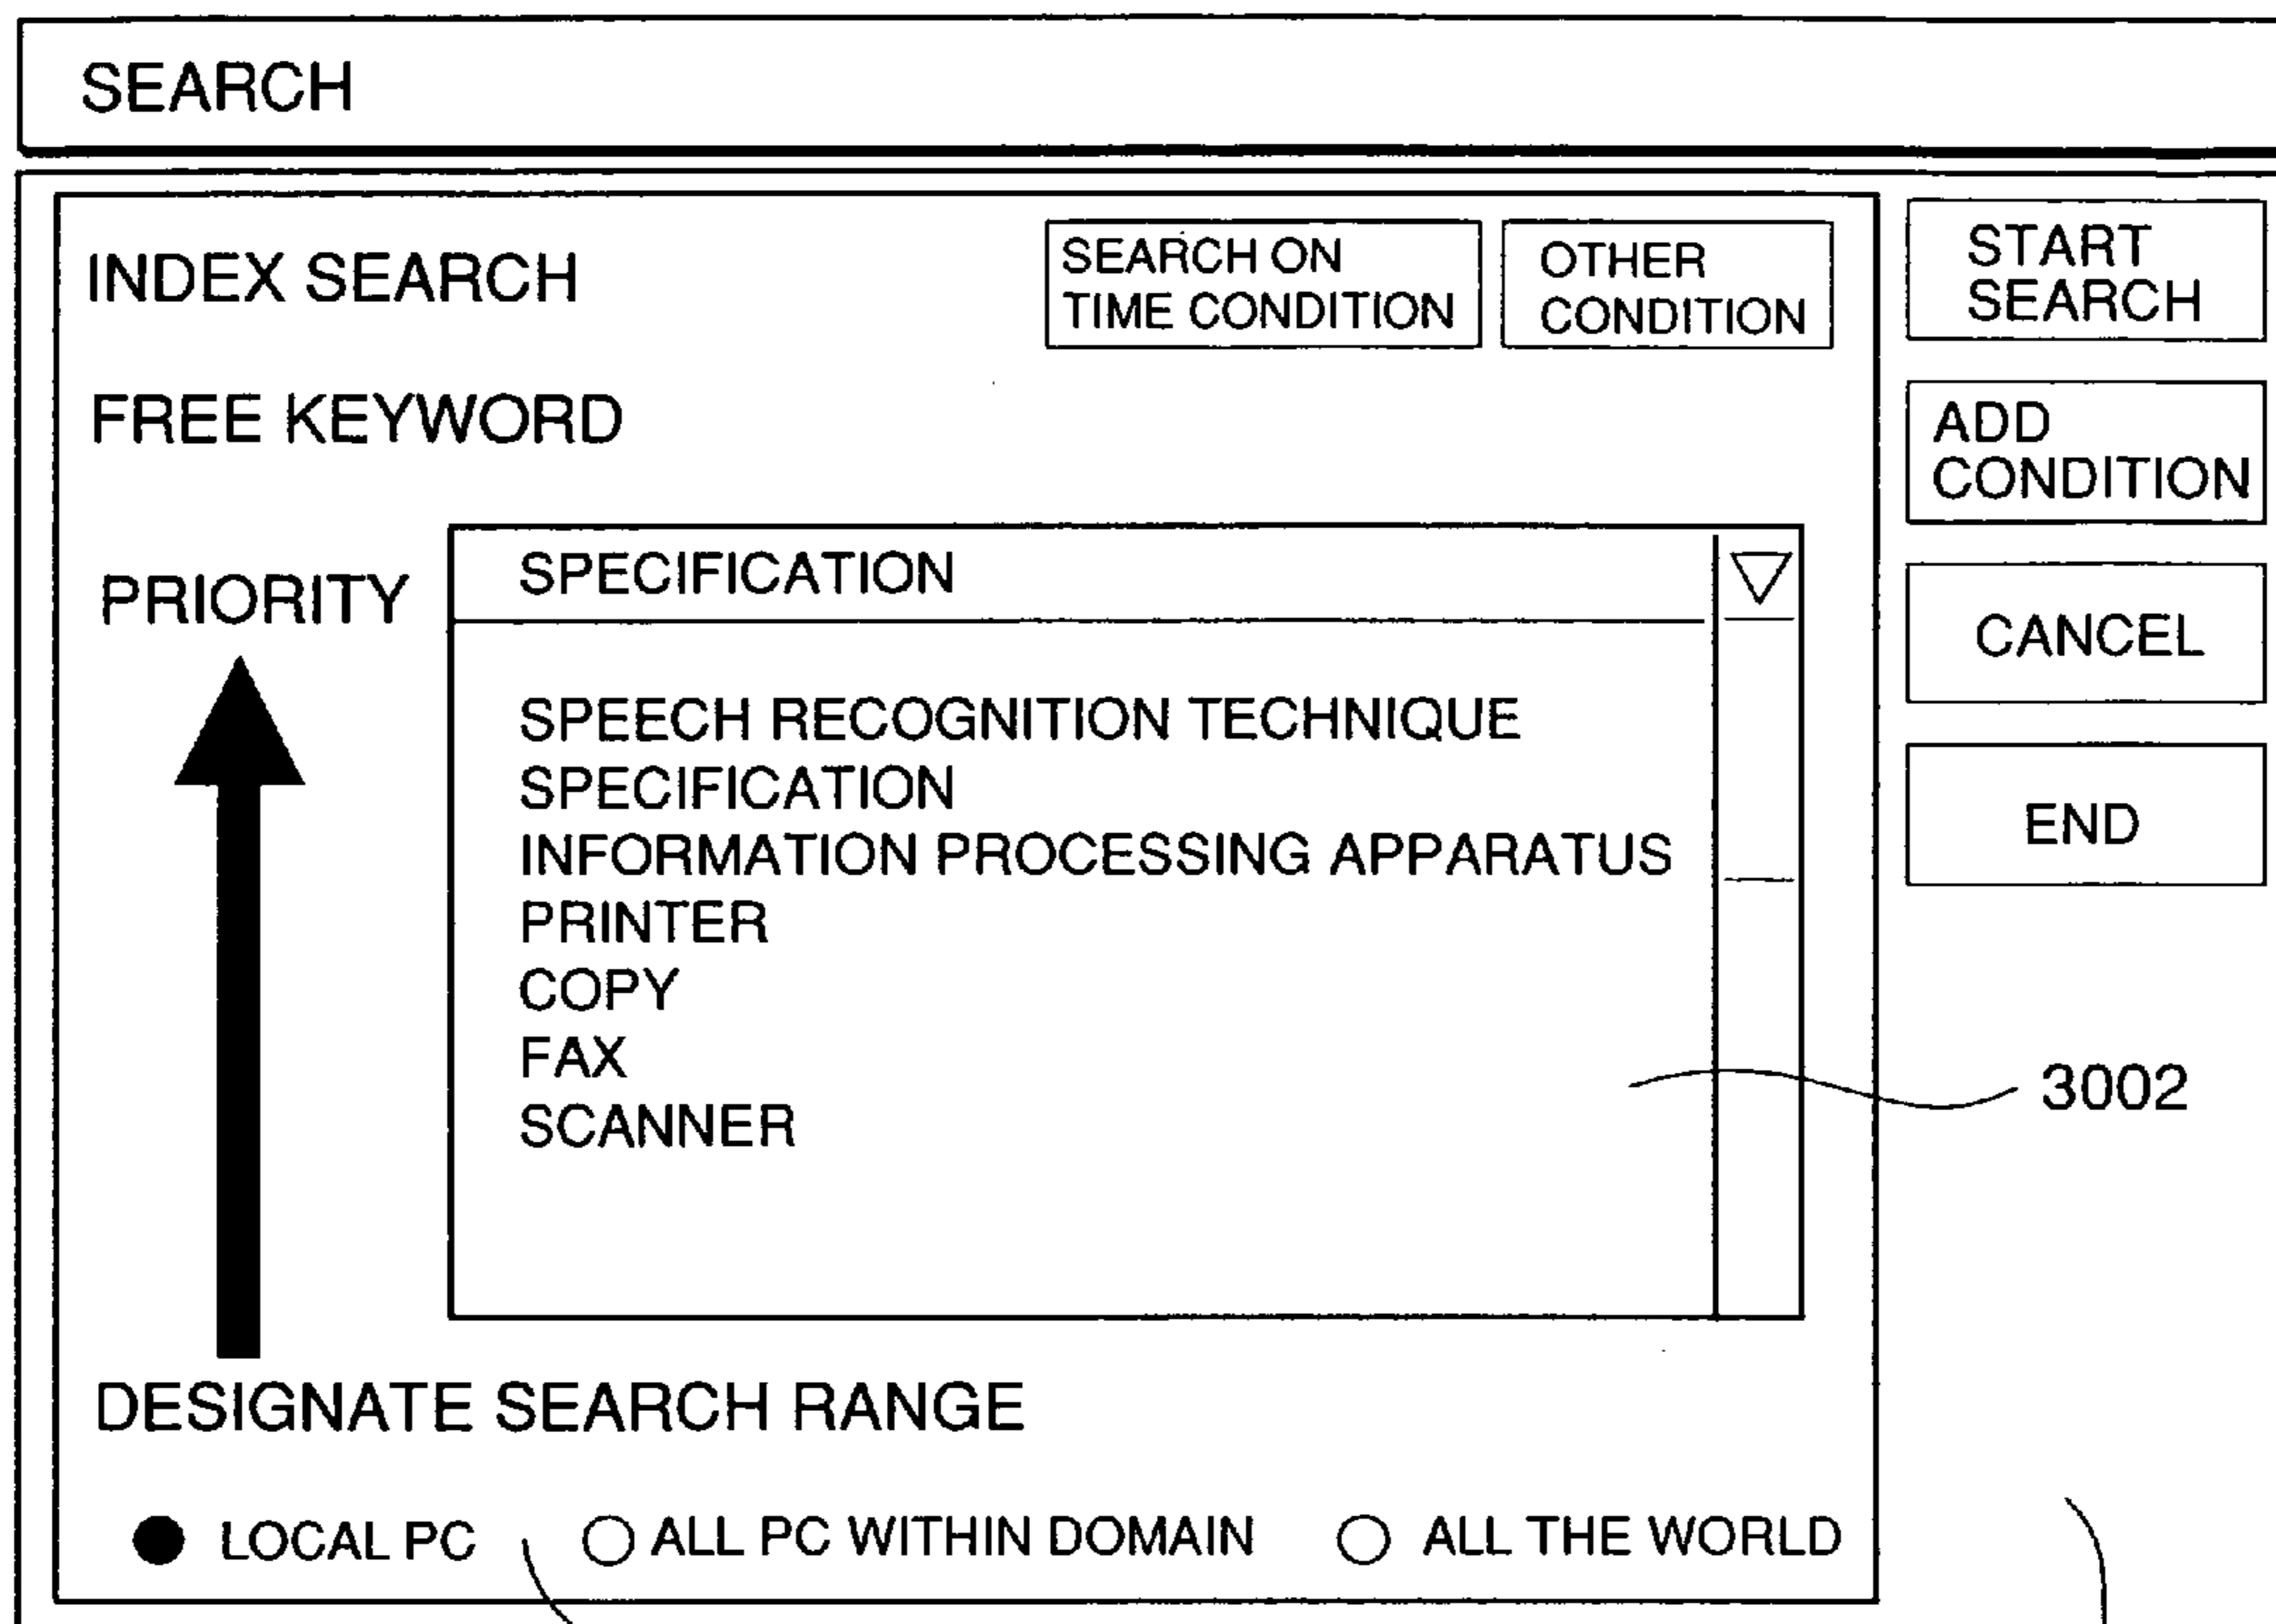 SEARCH
INDEX SEARCH
SEARCH ON
TIME CONDITION
OTHER
CONDITION
START
SEARCH
FREE KEYWORD
ADD
CONDITION
PRIORITY
SPECIFICATION
CANCEL
SPEECH RECOGNITION TECHNIQUE
SPECIFICATION
INFORMATION PROCESSING APPARATUS
PRINTER
COPY
FAX
SCANNER
END
3002
DESIGNATE SEARCH RANGE
LOCAL PC ALL PC WITHIN DOMAIN ALL THE WORLD